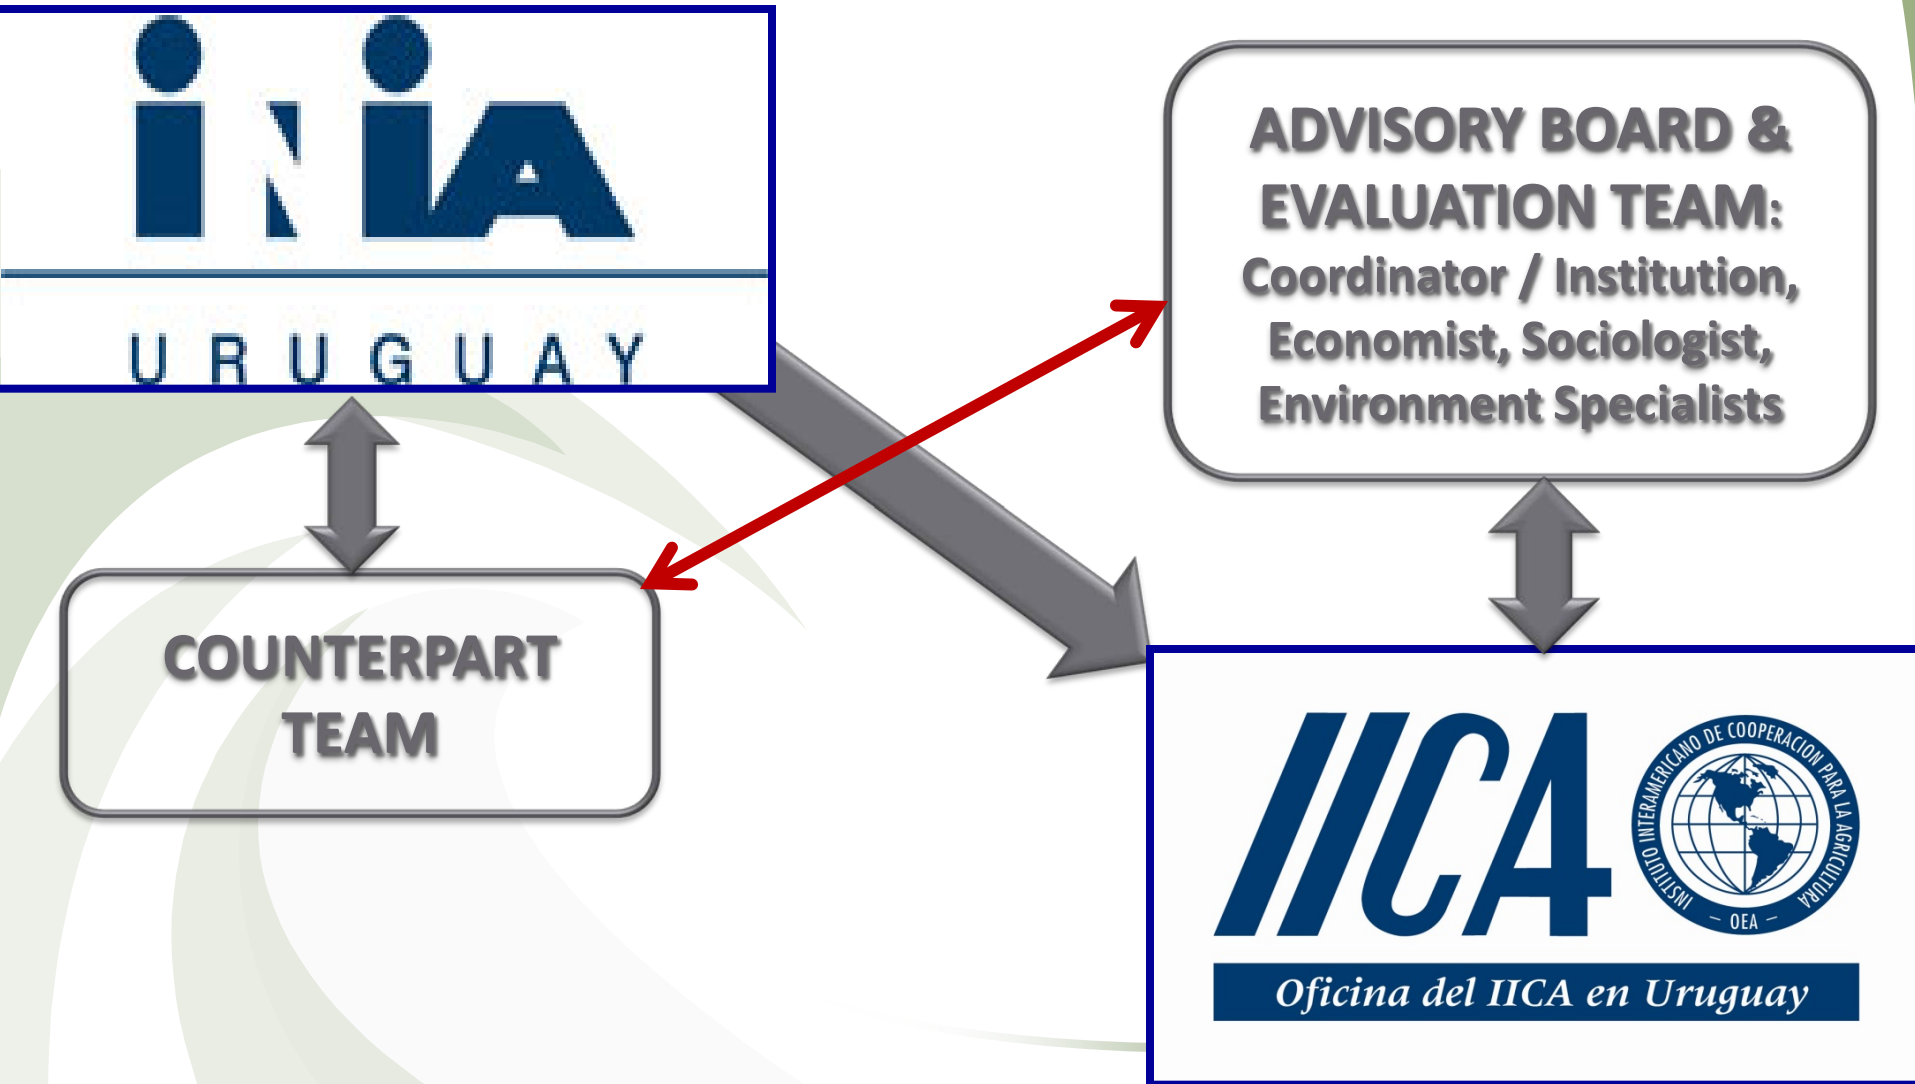 iNiA
URUGUAY
ADVISORY BOARD &
EVALUATION TEAM:
Coordinator / Institution,
Economist, Sociologist,
Environment Specialists
COUNTERPART
TEAM
IICA
INSTITUTO INTERAMERICANO DE COOPERACION PARA LA AGRICULTURA
– OEA –
Oficina del IICA en Uruguay